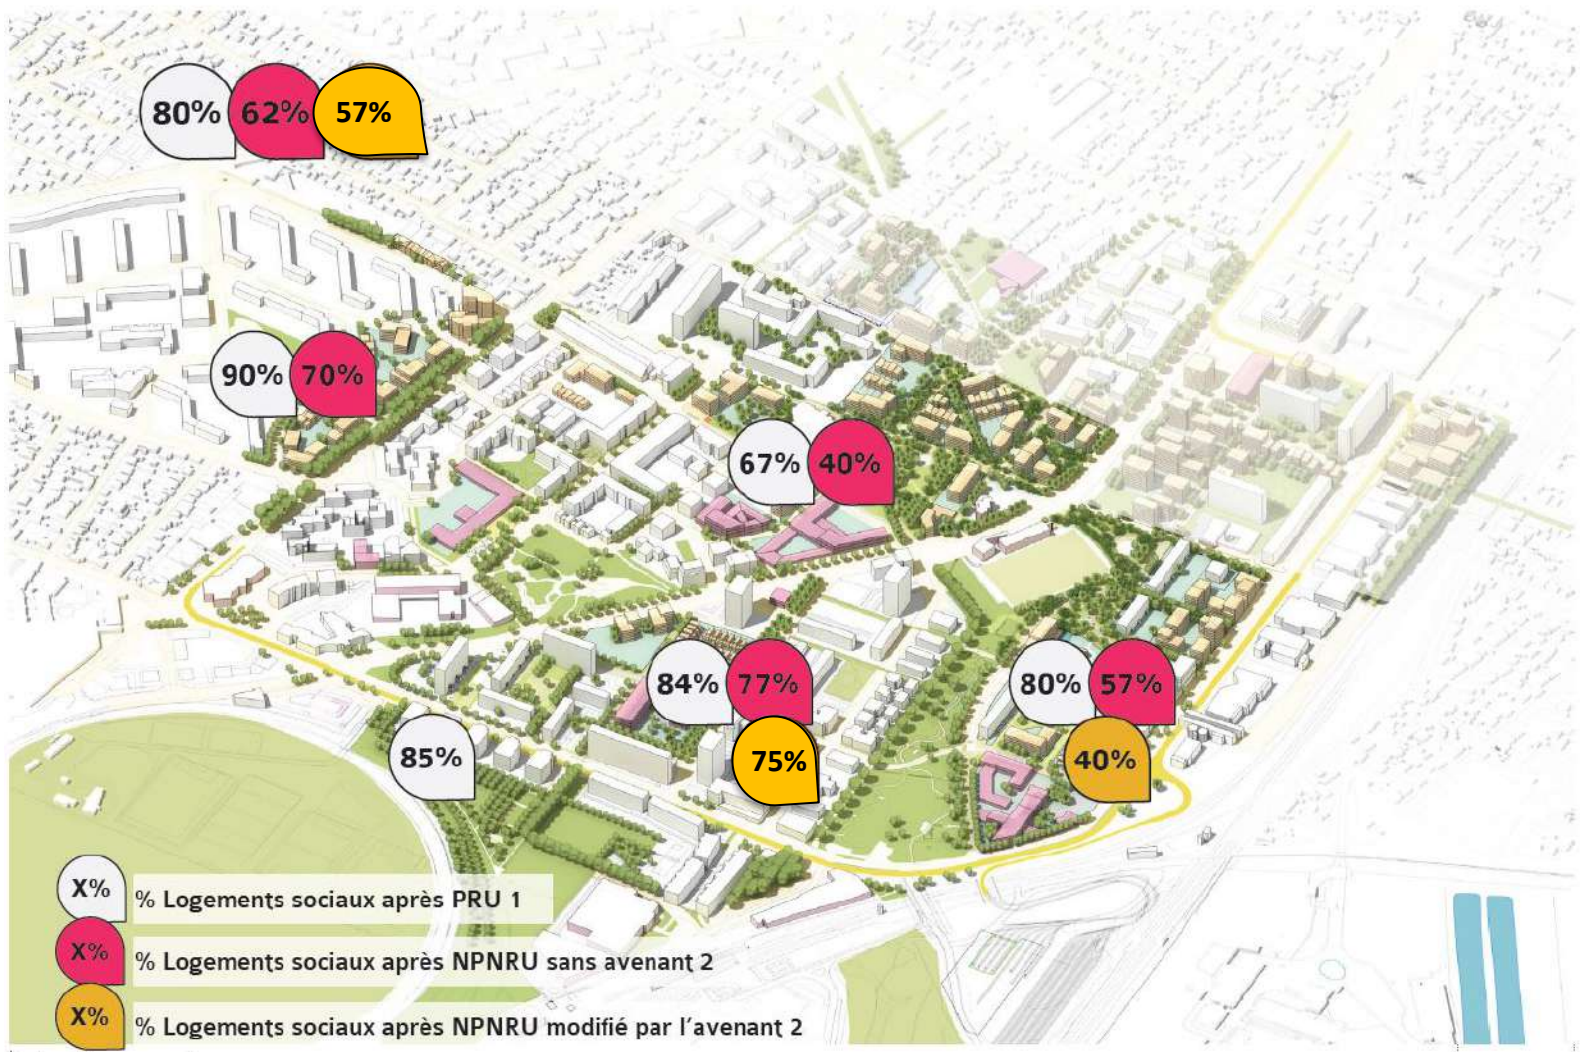 80% 62% 57%
90% 70%
67% 40%
84% 77% 80% 57%
85% 75% 40%
X% % Logements sociaux après PRU 1
X% % Logements sociaux après NPNRU sans avenant 2
X% % Logements sociaux après NPNRU modifié par l'avenant 2